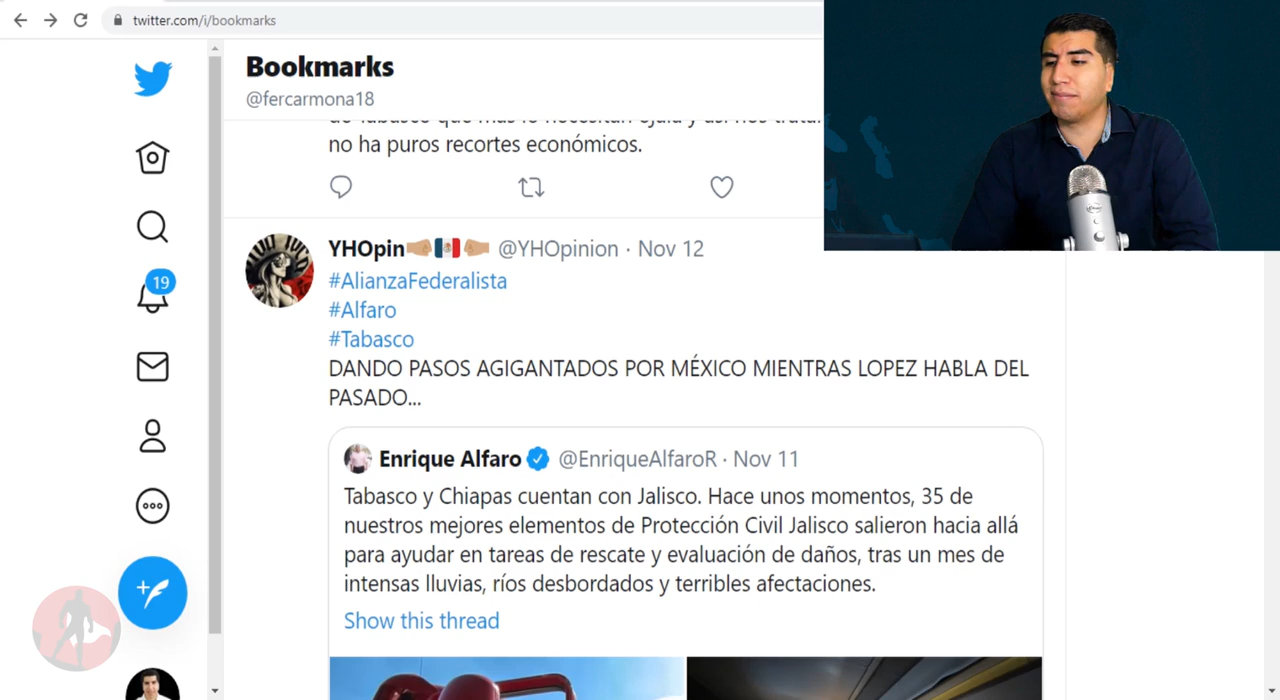 twitter.com/i/bookmarks
Bookmarks
@fercarmona18
no ha puros recortes económicos.
YHOpin @YHOpinion · Nov 12
#AlianzaFederalista
#Alfaro
#Tabasco
DANDO PASOS AGIGANTADOS POR MÉXICO MIENTRAS LOPEZ HABLA DEL
PASADO...
19
Enrique Alfaro @EnriqueAlfaroR · Nov 11
Tabasco y Chiapas cuentan con Jalisco. Hace unos momentos, 35 de
nuestros mejores elementos de Protección Civil Jalisco salieron hacia allá
para ayudar en tareas de rescate y evaluación de daños, tras un mes de
intensas lluvias, ríos desbordados y terribles afectaciones.
Show this thread